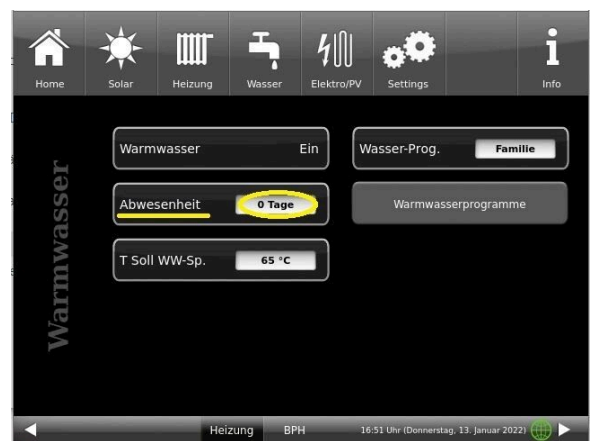 Home Solar Heizung Wasser Elektro/PV Settings Info
Warmwasser
Warmwasser Ein
Wasser-Prog. Familie
Abwesenheit 0 Tage
Warmwasserprogramme
T Soll WW-Sp. 65 °C
Heizung BPH 16:51 Uhr (Donnerstag, 13. Januar 2022)